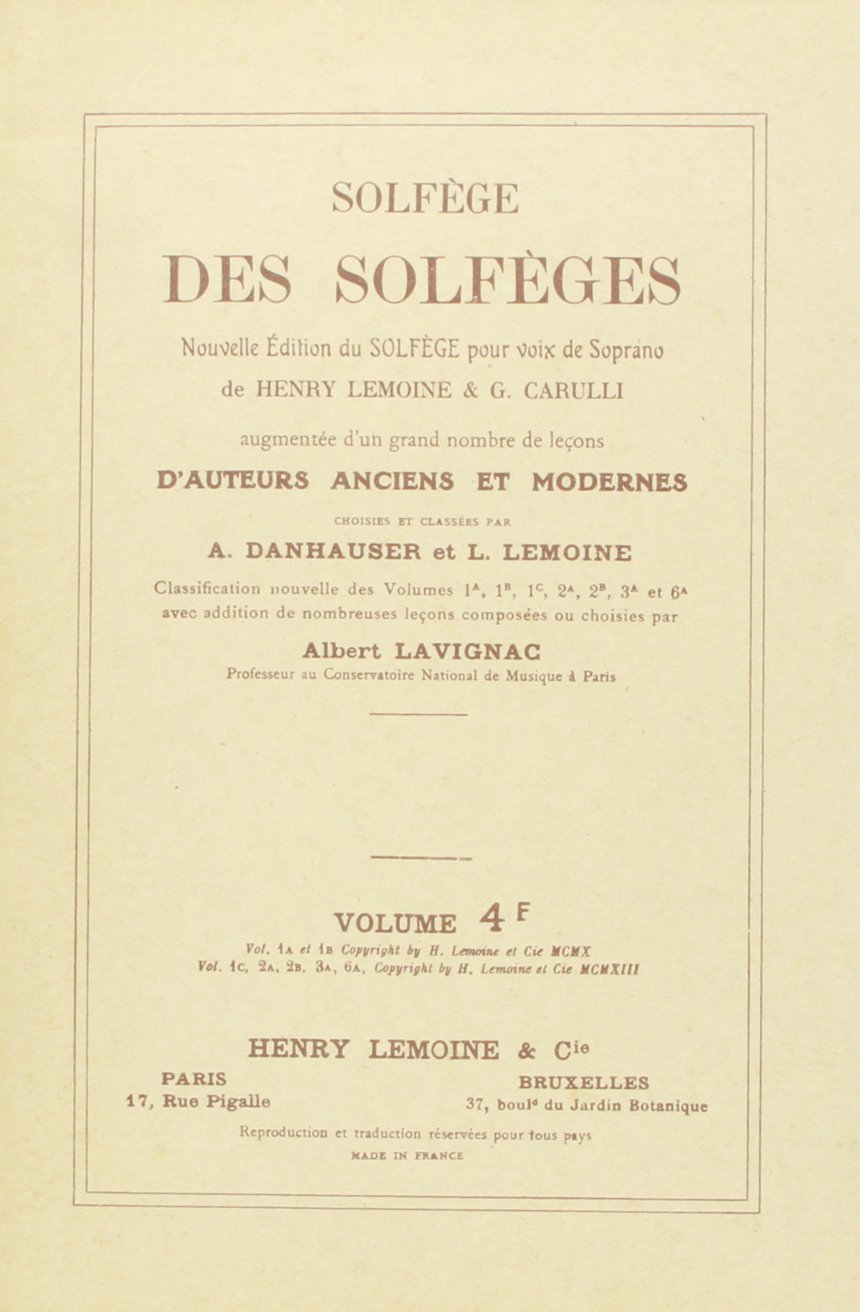 SOLFÈGE
DES SOLFÈGES
Nouvelle Édition du SOLFÈGE pour voix de Soprano
de HENRY LEMOINE & G. CARULLI
augmentée d'un grand nombre de leçons
D'AUTEURS ANCIENS ET MODERNES
CHOISIES ET CLASSÉES PAR
A. DANHAUSER et L. LEMOINE
Classification nouvelle des Volumes 1ᴬ, 1ᴮ, 1ᶜ, 2ᴬ, 2ᴮ, 3ᴬ et 6ᴬ
avec addition de nombreuses leçons composées ou choisies par
Albert LAVIGNAC
Professeur au Conservatoire National de Musique à Paris
VOLUME 4 F
Vol. 1A et 1B Copyright by H. Lemoine et Cie MCMX
Vol. 1C, 2A, 2B, 3A, 6A, Copyright by H. Lemoine et Cie MCMXIII
HENRY LEMOINE & Cie
PARIS
17, Rue Pigalle
BRUXELLES
37, boulᵈ du Jardin Botanique
Reproduction et traduction réservées pour tous pays
MADE IN FRANCE